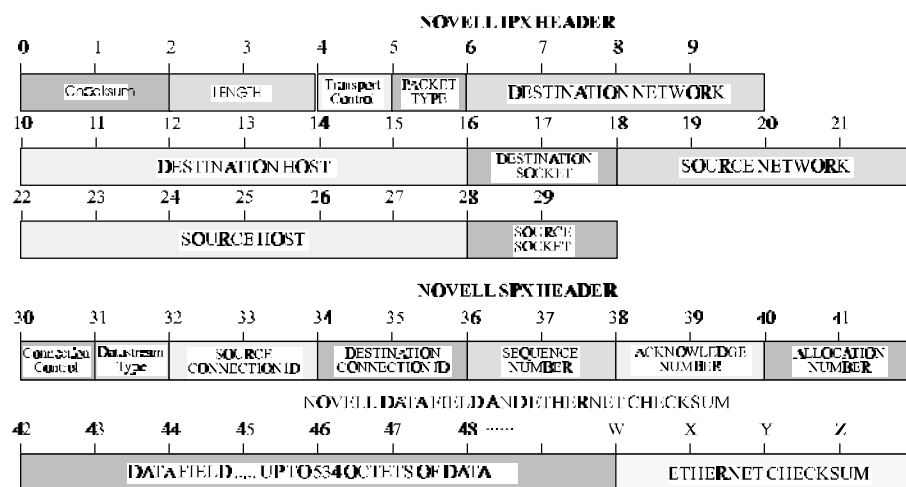 NOVELL IPX HEADER
0 1 2 3 4 5 6 7 8 9
Checksum LENGTH Transport Control PACKET TYPE DESTINATION NETWORK
10 11 12 13 14 15 16 17 18 19 20 21
DESTINATION HOST DESTINATION SOCKET SOURCE NETWORK
22 23 24 25 26 27 28 29
SOURCE HOST SOURCE SOCKET
NOVELL SPX HEADER
30 31 32 33 34 35 36 37 38 39 40 41
Connection Control Datastream Type SOURCE CONNECTION ID DESTINATION CONNECTION ID SEQUENCE NUMBER ACKNOWLEDGE NUMBER ALLOCATION NUMBER
NOVELL DATA FIELD AND ETHERNET CHECKSUM
42 43 44 45 46 47 48 ...... W X Y Z
DATA FIELD..... UP TO 534 OCTETS OF DATA ETHERNET CHECKSUM